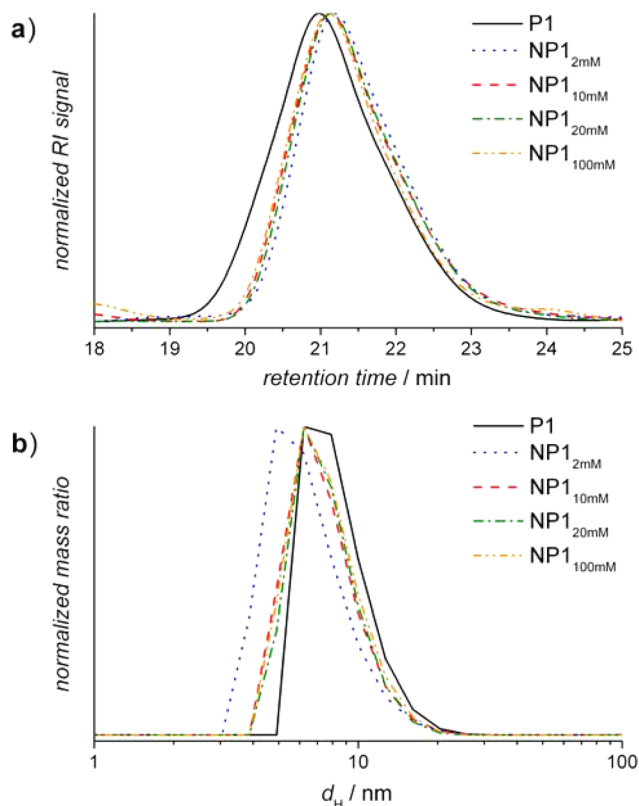 a)
normalized RI signal
P1
NP1₂mM
NP1₁₀mM
NP1₂₀mM
NP1₁₀₀mM
18 19 20 21 22 23 24 25
retention time / min
b)
normalized mass ratio
P1
NP1₂mM
NP1₁₀mM
NP1₂₀mM
NP1₁₀₀mM
1 10 100
d_H / nm